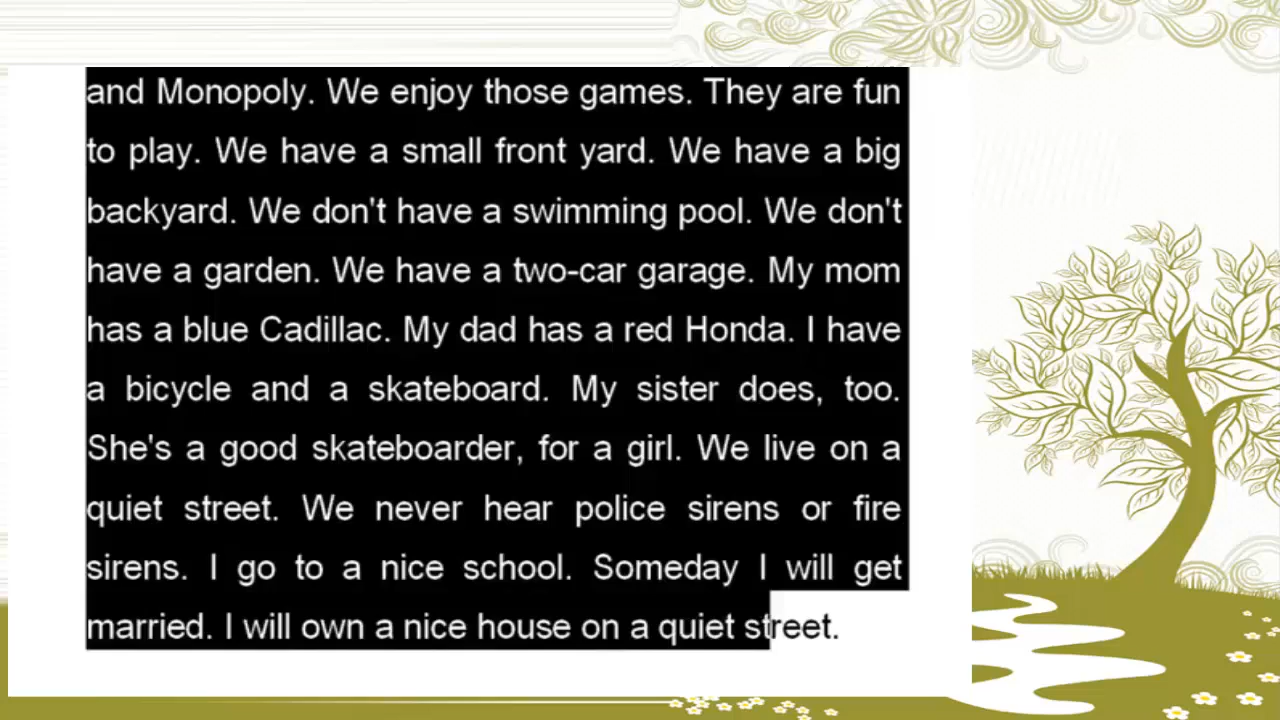 and Monopoly. We enjoy those games. They are fun
to play. We have a small front yard. We have a big
backyard. We don't have a swimming pool. We don't
have a garden. We have a two-car garage. My mom
has a blue Cadillac. My dad has a red Honda. I have
a bicycle and a skateboard. My sister does, too.
She's a good skateboarder, for a girl. We live on a
quiet street. We never hear police sirens or fire
sirens. I go to a nice school. Someday I will get
married. I will own a nice house on a quiet street.